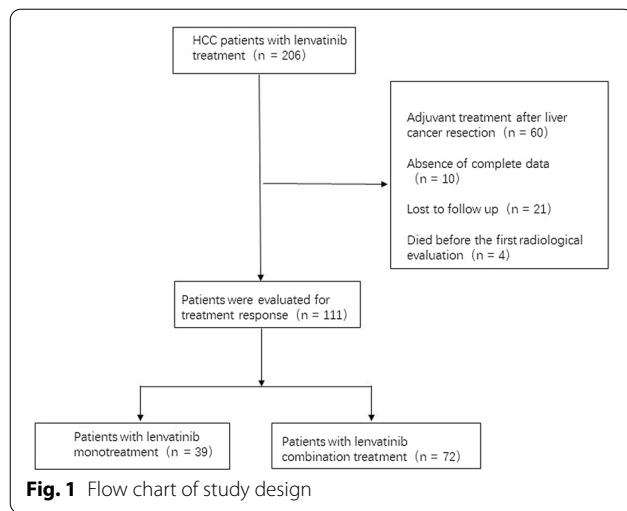 HCC patients with lenvatinib
treatment（n = 206）
Adjuvant treatment after liver
cancer resection (n = 60)
Absence of complete data
（n = 10）
Lost to follow up（n = 21）
Died before the first radiological
evaluation（n = 4）
Patients were evaluated for
treatment response（n = 111）
Patients with lenvatinib
monotreatment（n = 39）
Patients with lenvatinib
combination treatment（n = 72）
Fig. 1 Flow chart of study design